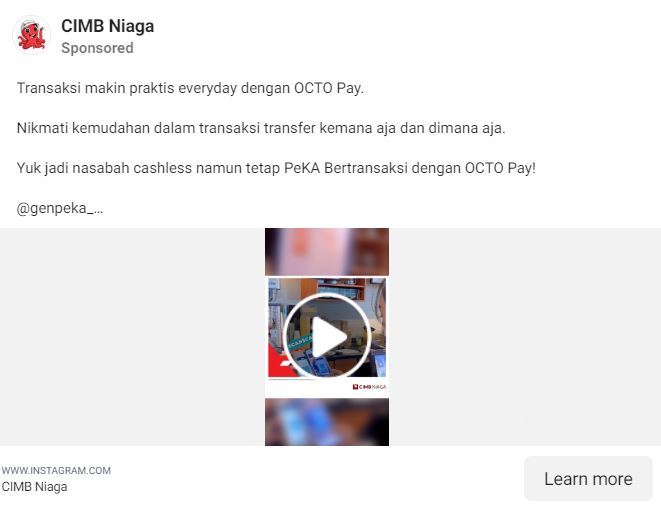 CIMB Niaga
Sponsored
Transaksi makin praktis everyday dengan OCTO Pay.
Nikmati kemudahan dalam transaksi transfer kemana aja dan dimana aja.
Yuk jadi nasabah cashless namun tetap PeKA Bertransaksi dengan OCTO Pay!
@genpeka_...
CIMB NIAGA
WWW.INSTAGRAM.COM
CIMB Niaga
Learn more